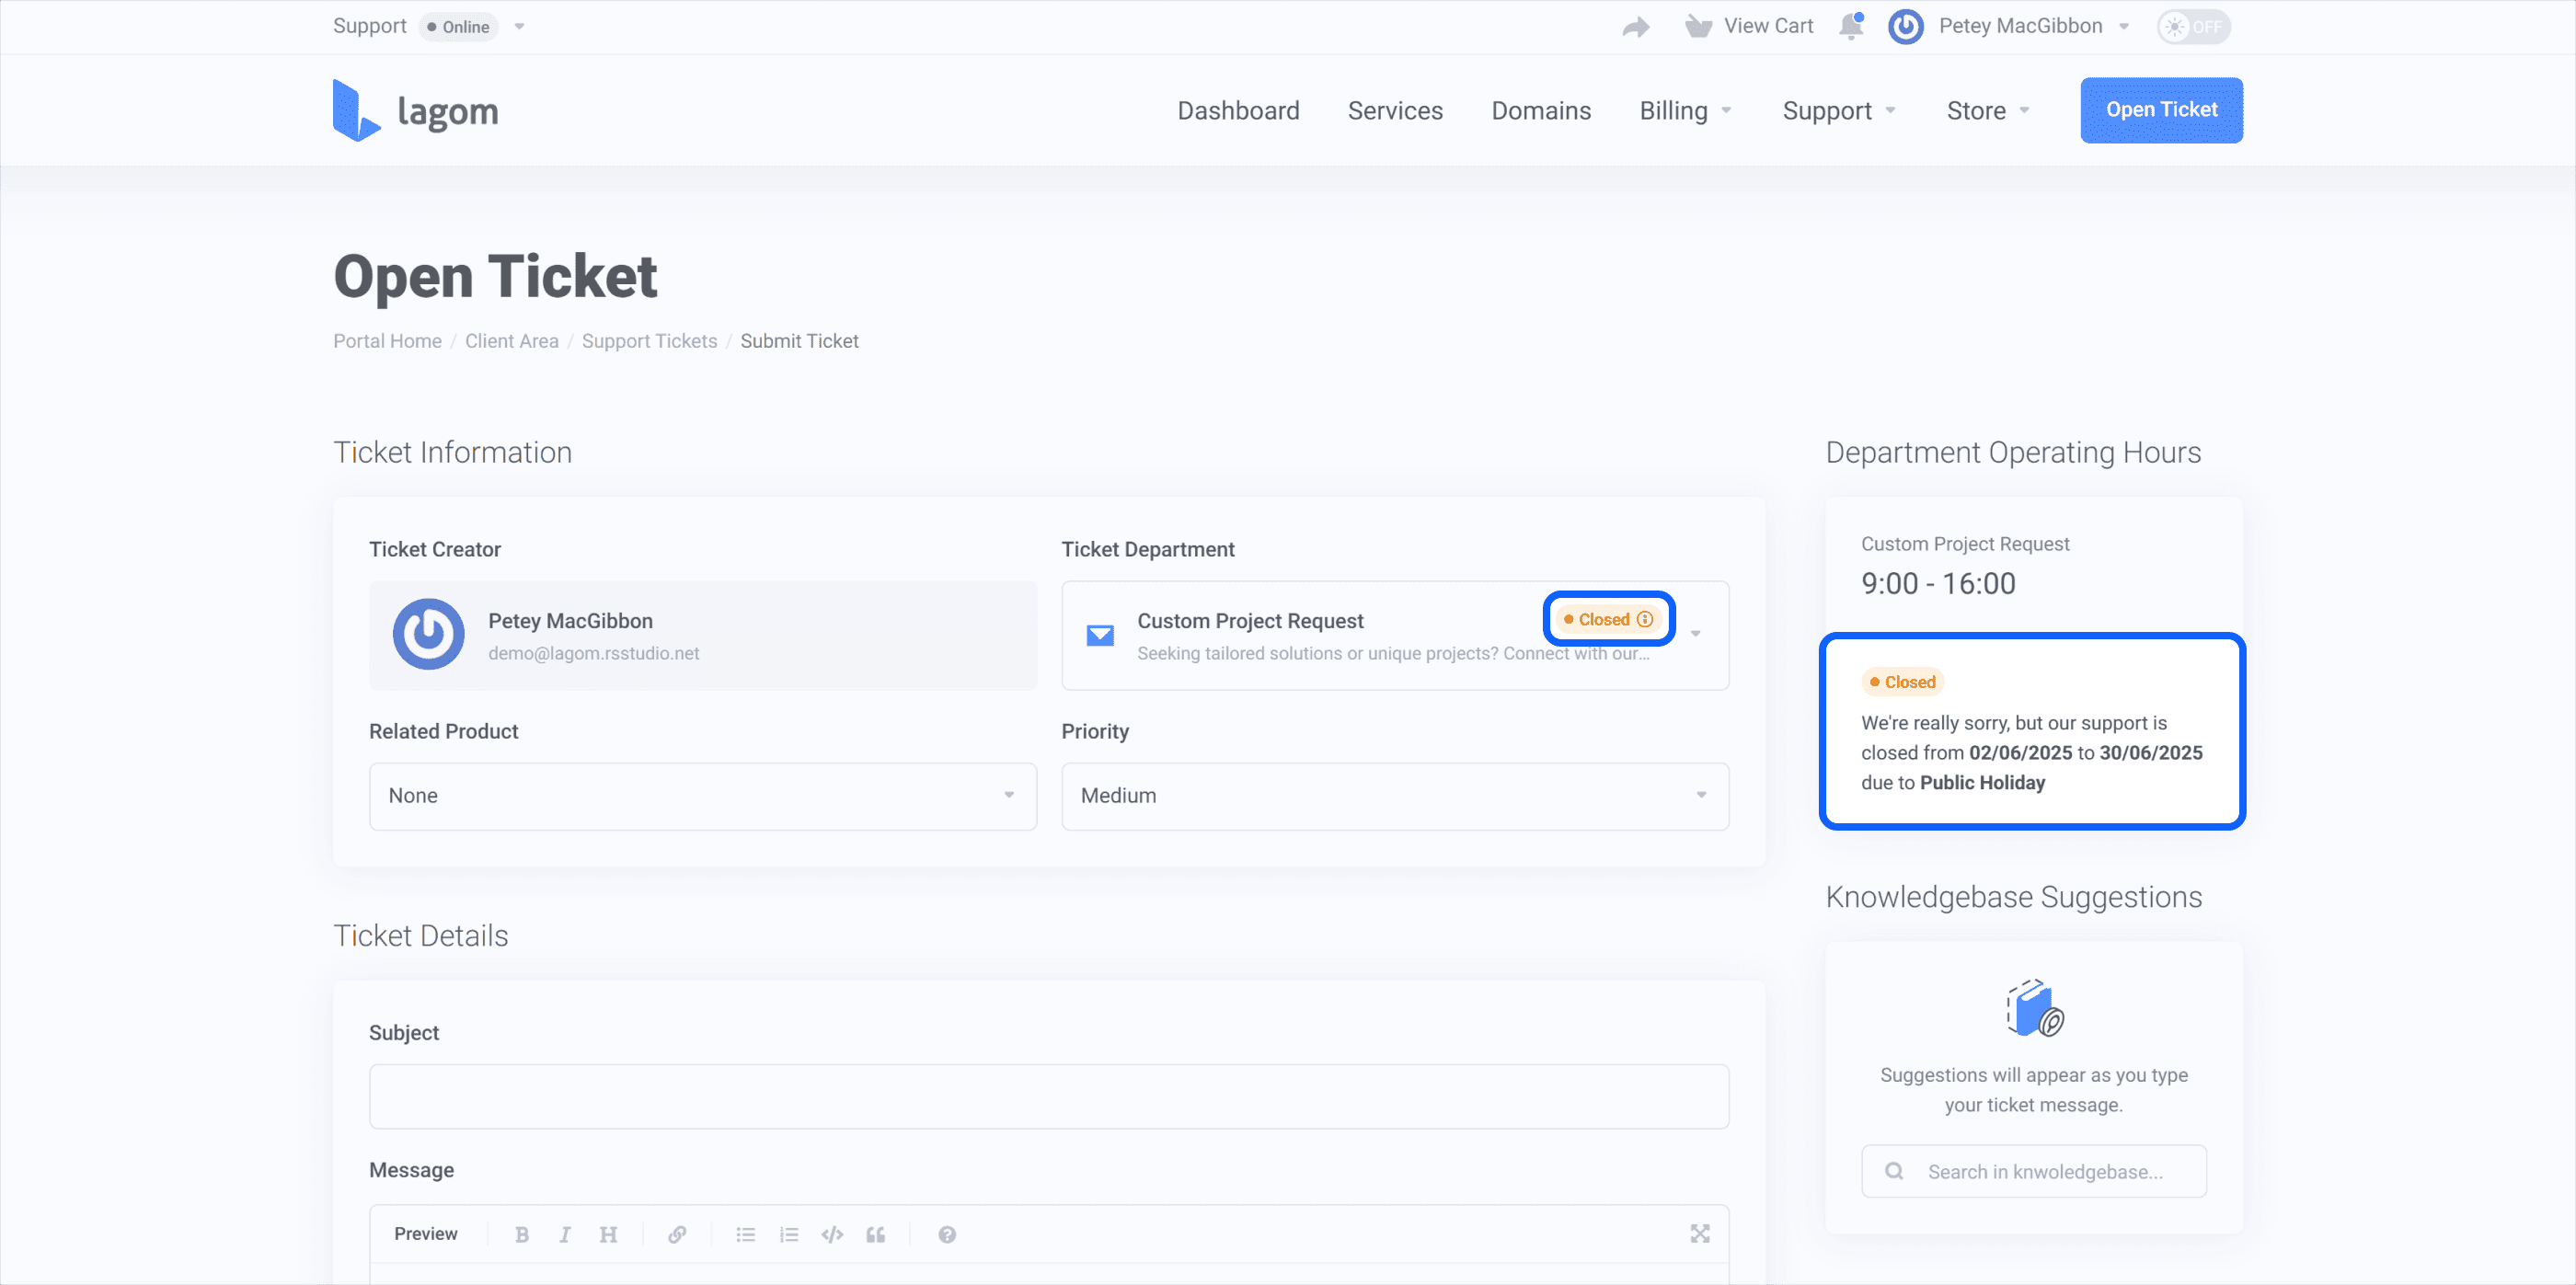 Support Online
View Cart Petey MacGibbon OFF
lagom
Dashboard Services Domains Billing Support Store Open Ticket
Open Ticket
Portal Home / Client Area / Support Tickets / Submit Ticket
Ticket Information
Ticket Creator
Petey MacGibbon
demo@lagom.rsstudio.net
Ticket Department
Custom Project Request
Closed
Seeking tailored solutions or unique projects? Connect with our...
Related Product
None
Priority
Medium
Ticket Details
Subject
Message
Preview B I H
Department Operating Hours
Custom Project Request
9:00 - 16:00
Closed
We're really sorry, but our support is
closed from 02/06/2025 to 30/06/2025
due to Public Holiday
Knowledgebase Suggestions
Suggestions will appear as you type
your ticket message.
Search in knwoledgebase...